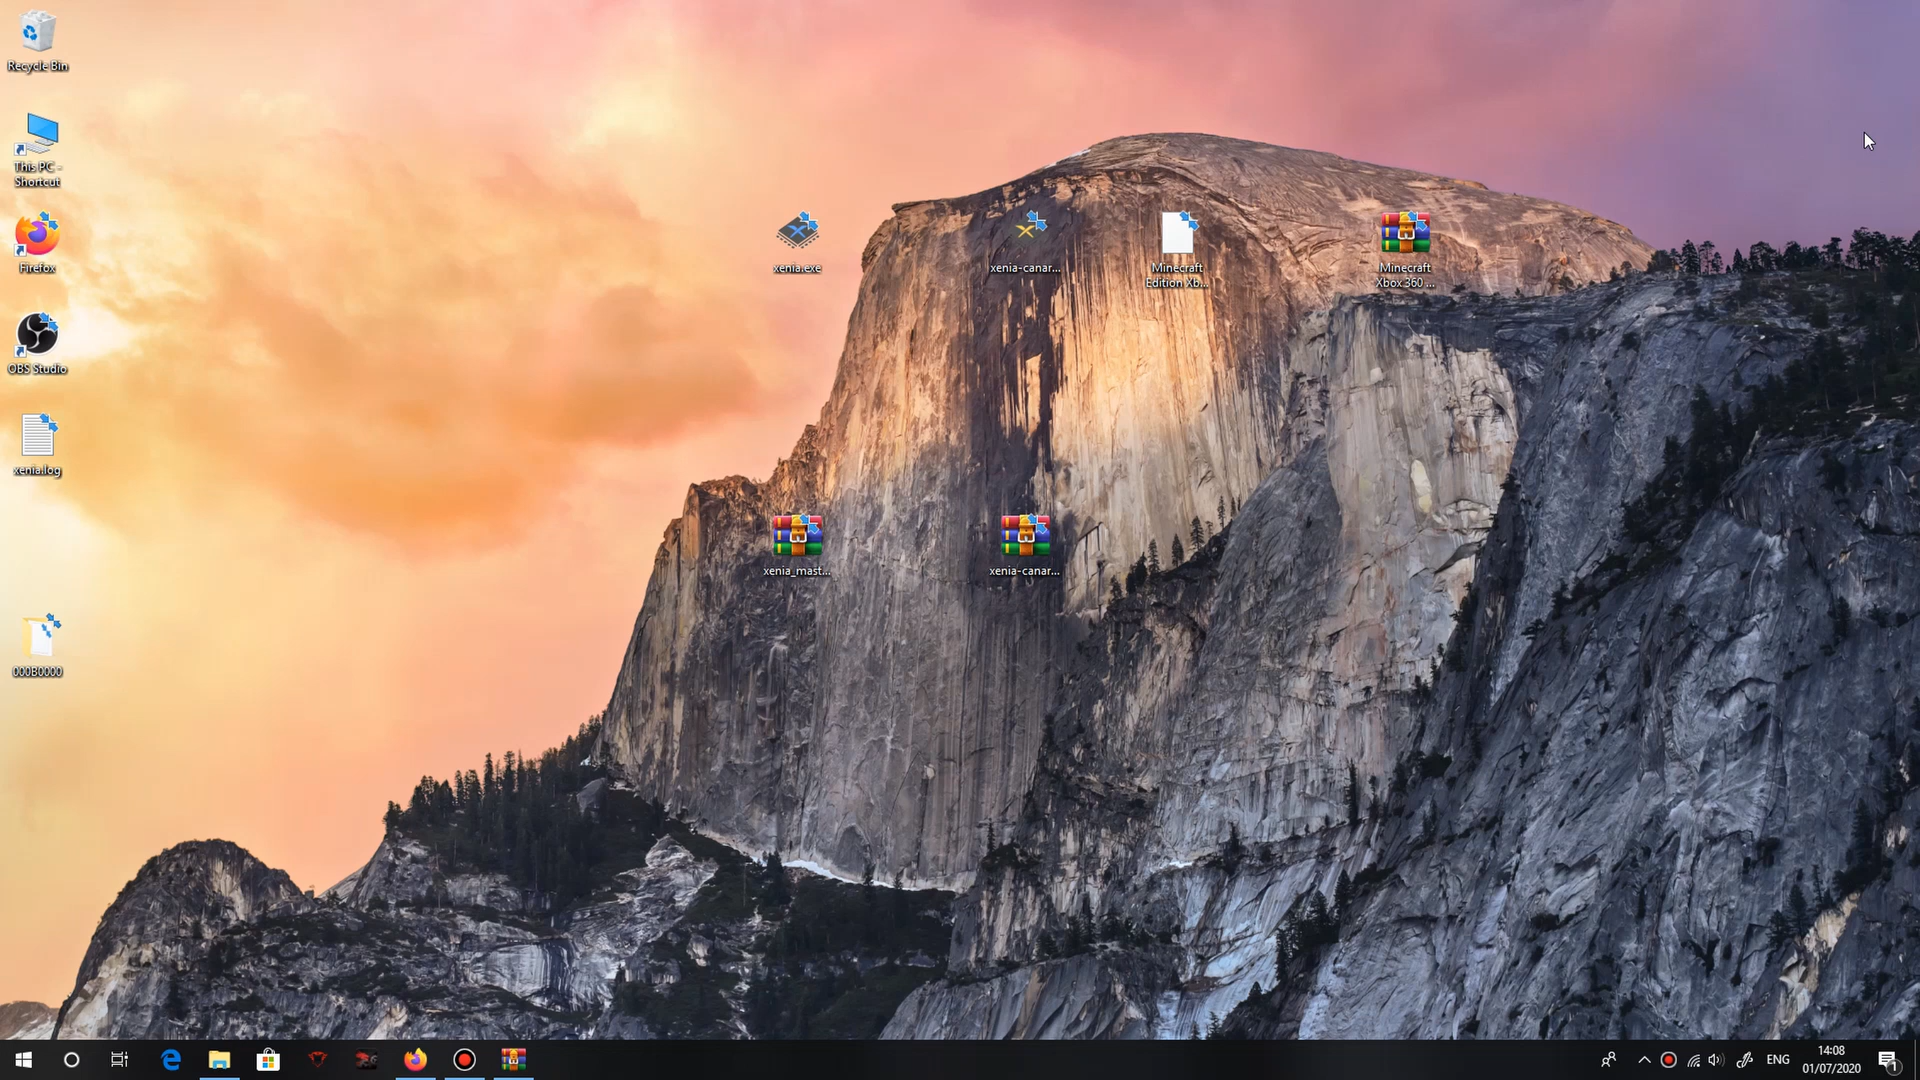 Recycle Bin
This PC -
Shortcut
Firefox
OBS Studio
xenia.log
000B0000
xenia.exe
xenia-canar...
Minecraft
Edition Xb...
Minecraft
Xbox 360 ...
xenia_mast...
xenia-canar...
ENG
14:08
01/07/2020
1